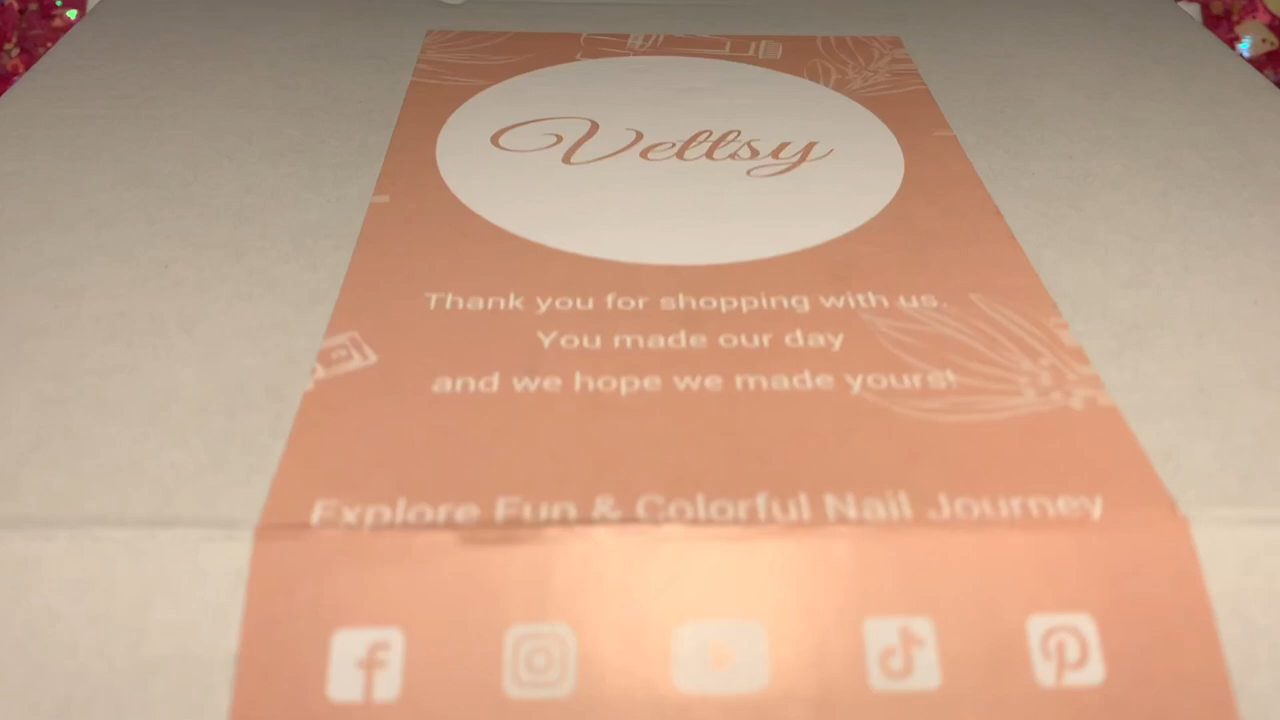 Vettsy
Thank you for shopping with us.
You made our day
and we hope we made yours!
Explore Fun & Colorful Nail Journey